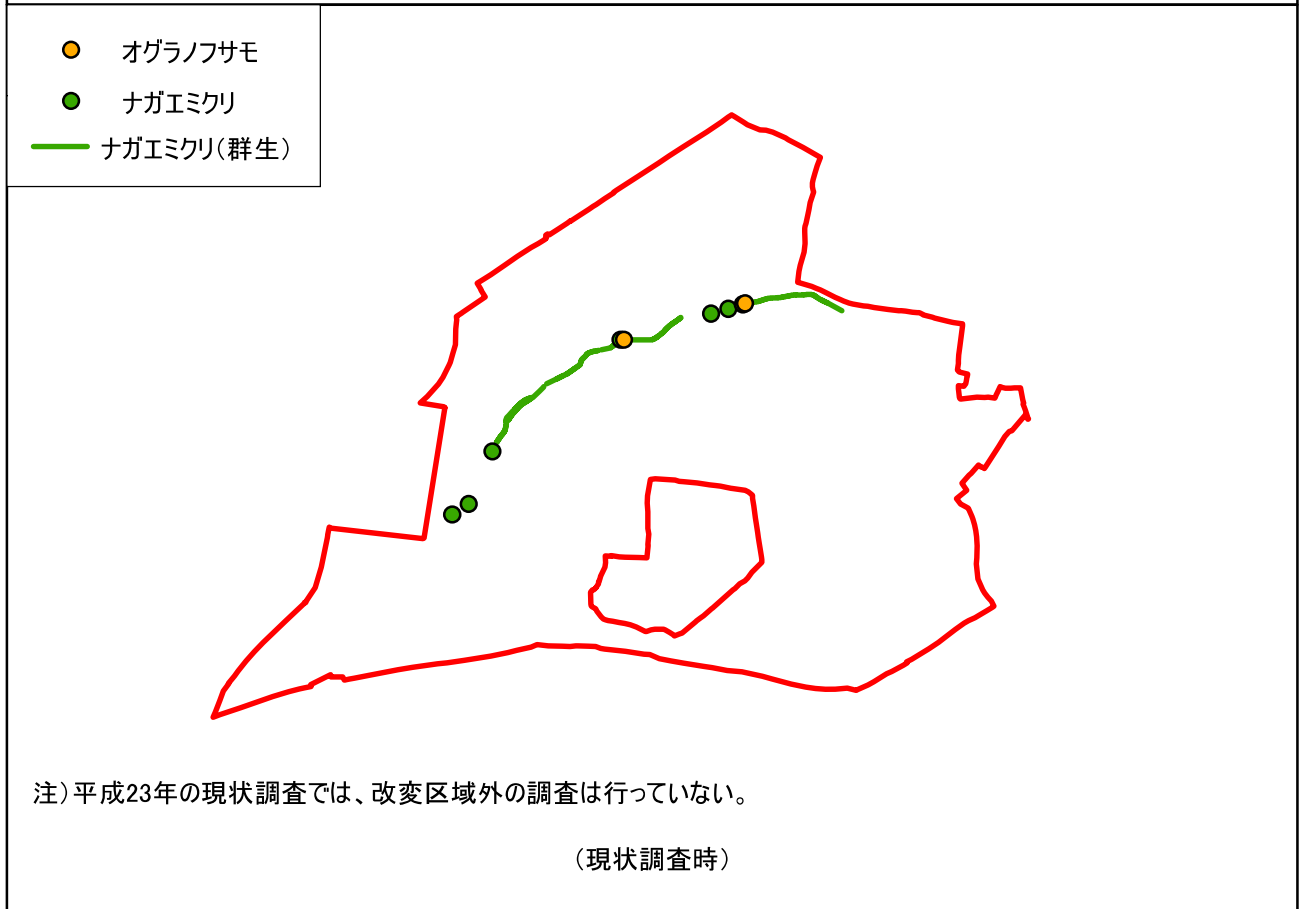 オグラノフサモ
ナガエミクリ
ナガエミクリ（群生）
注）平成23年の現状調査では、改変区域外の調査は行っていない。
（現状調査時）